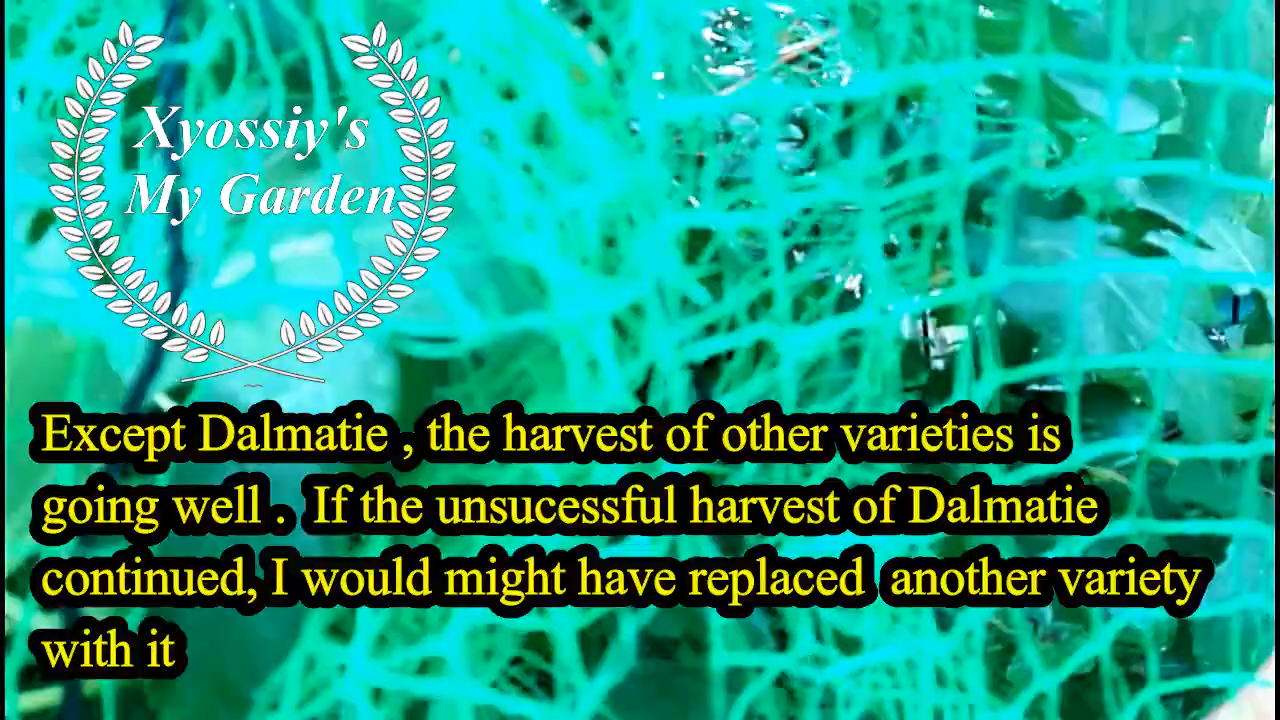 Xyossiy's
My Garden
Except Dalmatie , the harvest of other varieties is
going well .  If the unsucessful harvest of Dalmatie
continued, I would might have replaced  another variety
with it